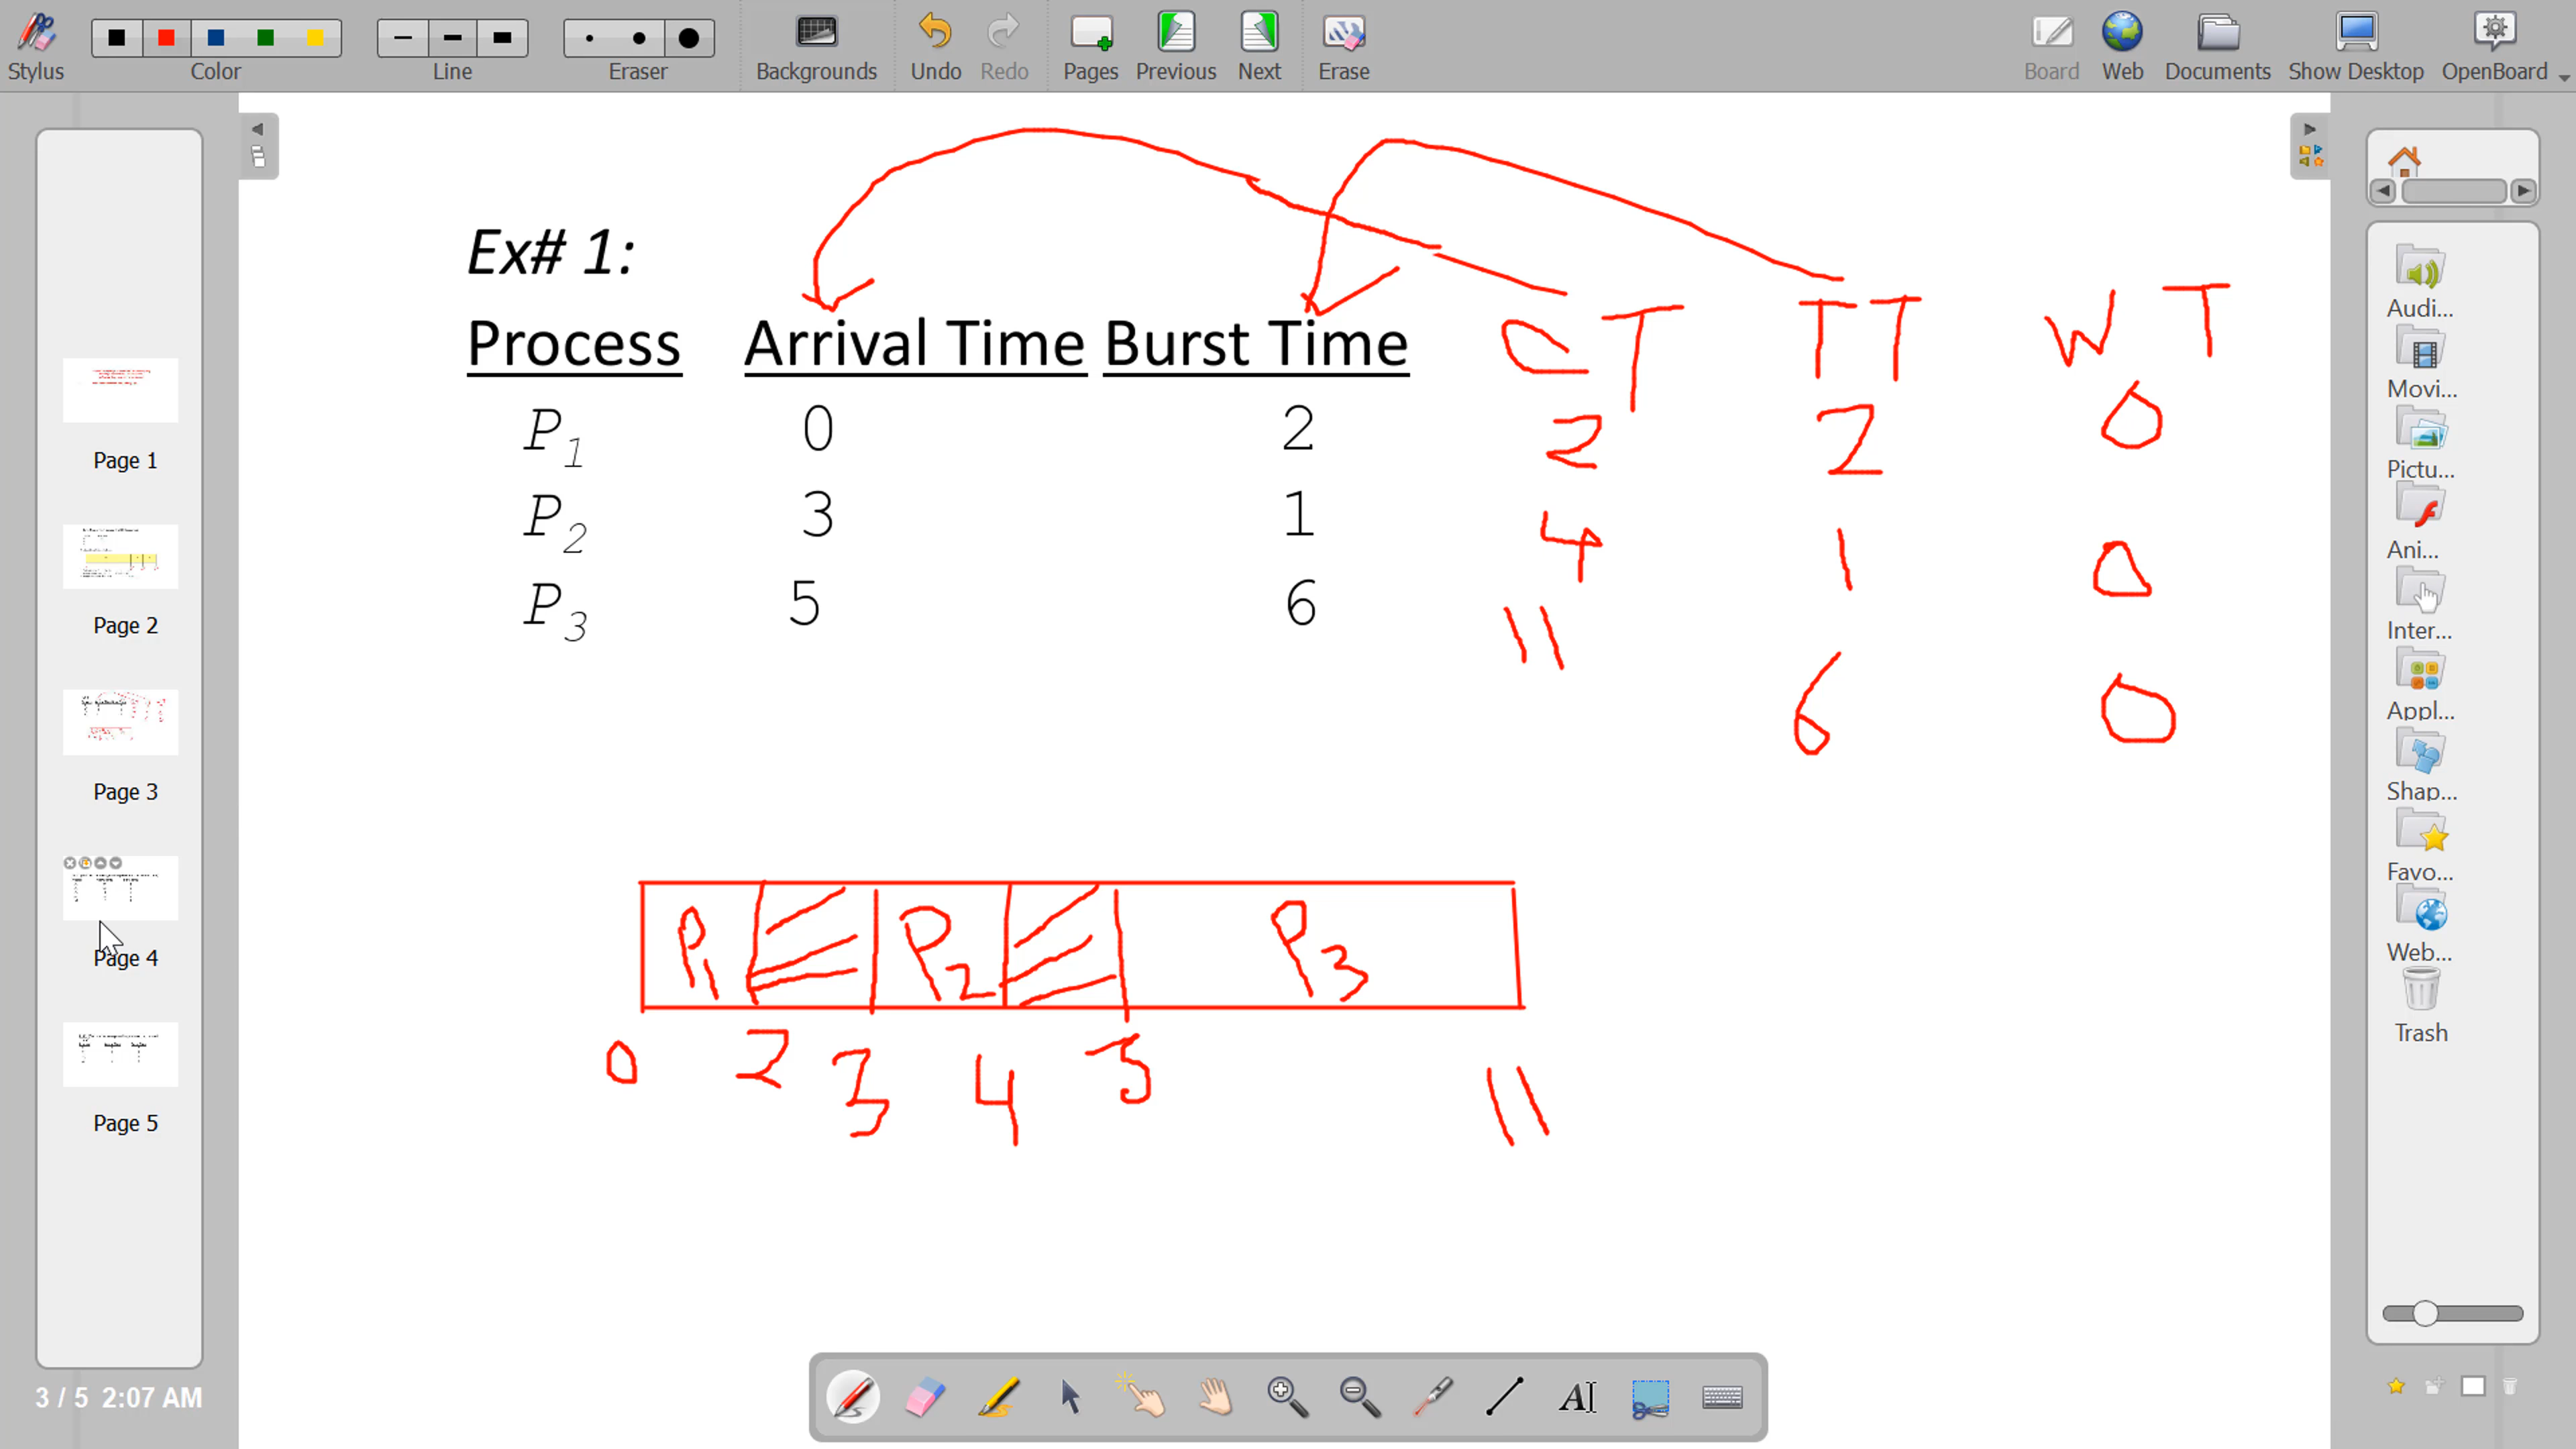 Stylus Color Line Eraser Backgrounds Undo Redo Pages Previous Next Erase Board Web Documents Show Desktop OpenBoard
Page 1
Page 2
Page 3
Page 4
Page 5
3 / 5 2:07 AM
Ex# 1:
Process Arrival Time Burst Time CT TT WT
P1 0 2 2 2 0
P2 3 1 4 1 0
P3 5 6 11 6 0
P1 P2 P3
0 2 3 4 5 11
Audi...
Movi...
Pictu...
Ani...
Inter...
Appl...
Shap...
Favo...
Web...
Trash